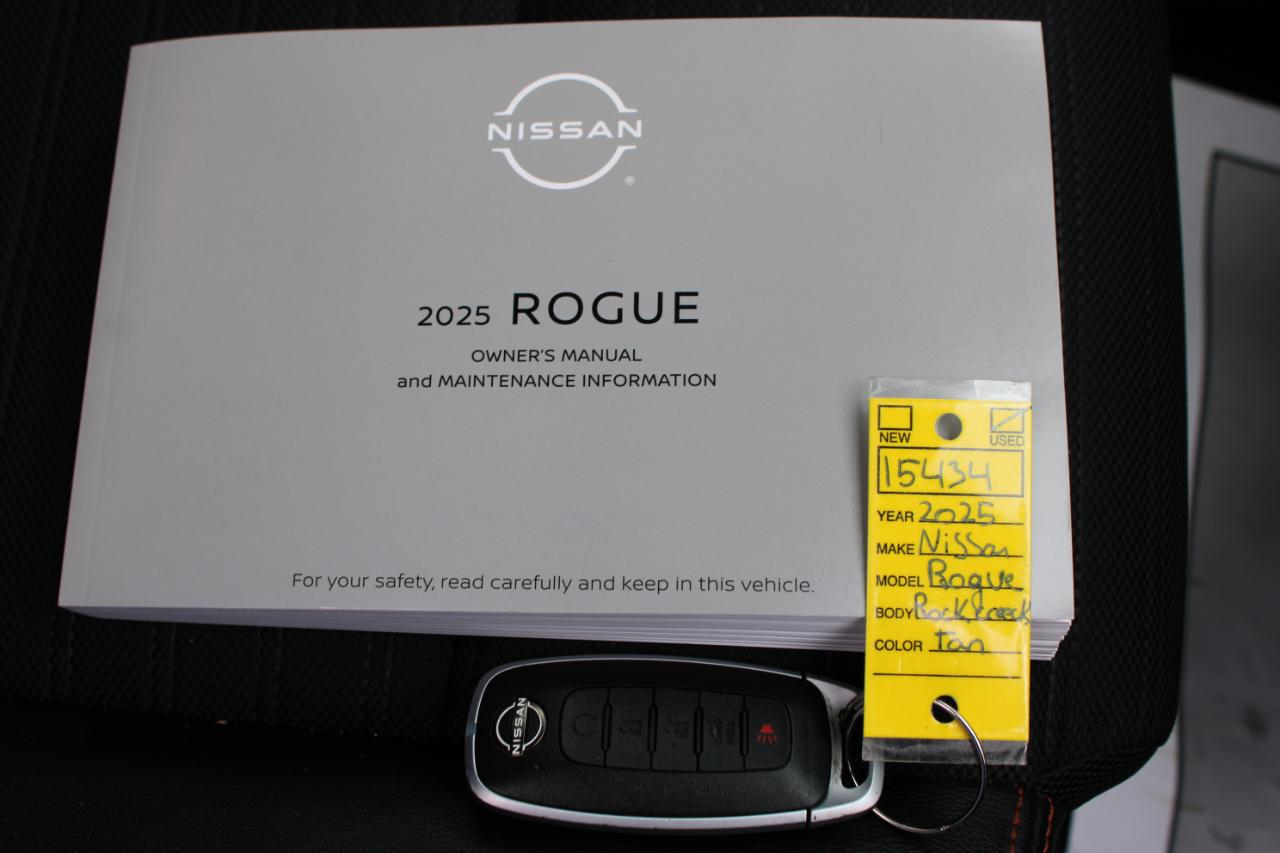 NISSAN
®
2025 ROGUE
OWNER'S MANUAL
and MAINTENANCE INFORMATION
For your safety, read carefully and keep in this vehicle.
NEW USED
15434
YEAR 2025
MAKE Nissan
MODEL Rogue
BODY Rock creek
COLOR Tan
NISSAN
HOLD